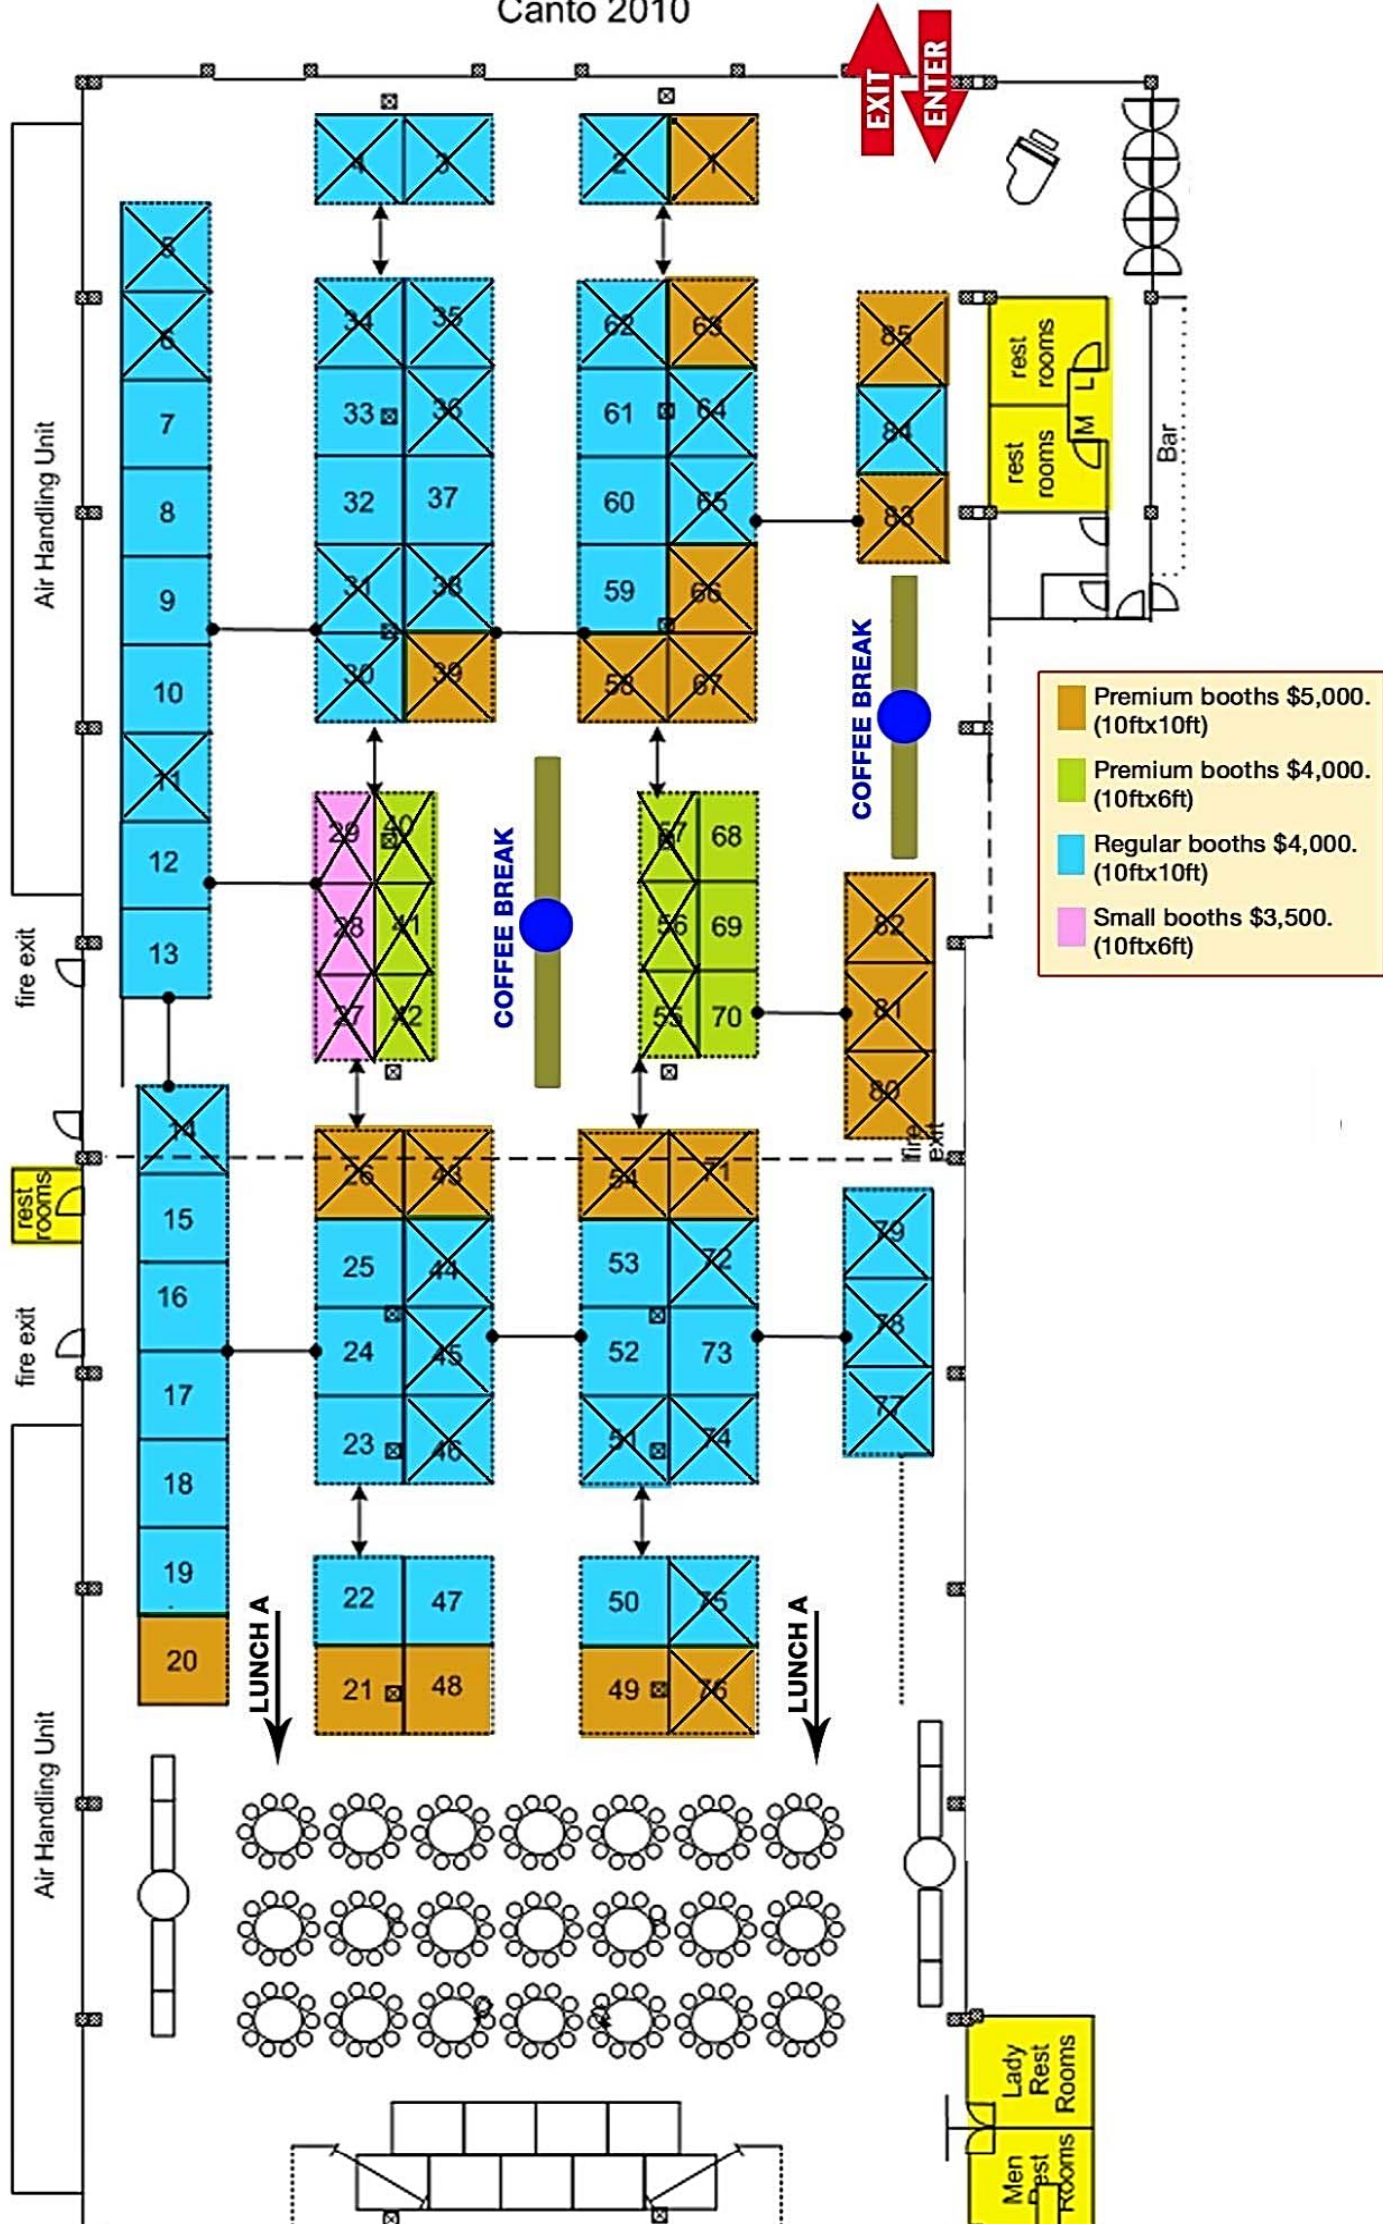 Canto 2010
EXIT
ENTER
4
3
2
1
5
6
7
8
9
10
11
12
13
34
35
33
36
32
37
31
38
30
39
62
63
61
64
60
65
59
66
58
67
85
84
83
rest
rooms
rest
rooms
L
M
Bar
Air Handling Unit
COFFEE BREAK
Premium booths $5,000.
(10ftx10ft)
Premium booths $4,000.
(10ftx6ft)
Regular booths $4,000.
(10ftx10ft)
Small booths $3,500.
(10ftx6ft)
29
40
28
41
27
42
COFFEE BREAK
57
68
56
69
55
70
82
81
80
fire exit
fire
exit
14
15
16
17
18
19
20
rest
rooms
fire exit
26
43
25
44
24
45
23
46
54
71
53
72
52
73
51
74
79
78
77
22
47
21
48
50
75
49
76
LUNCH A
LUNCH A
Air Handling Unit
Lady
Rest
Rooms
Men
Rest
Rooms